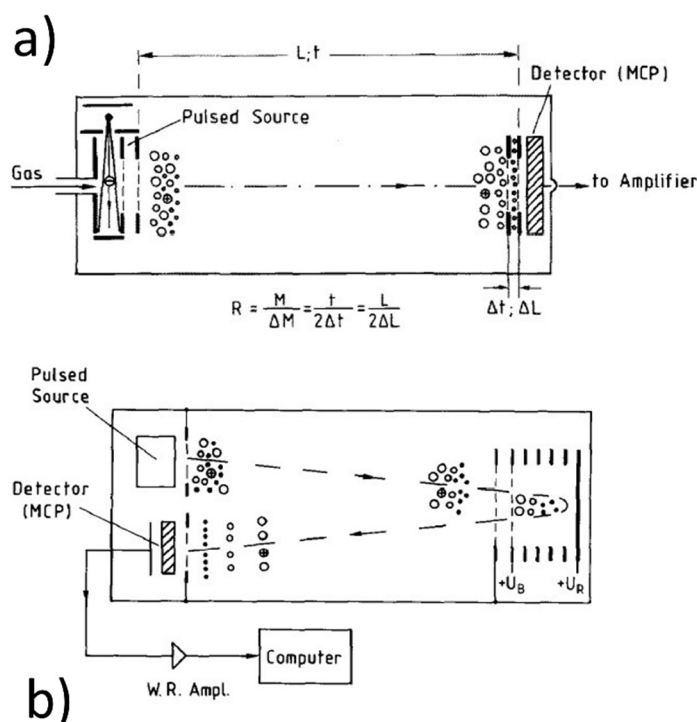 a)
L;t
Detector (MCP)
Pulsed Source
Gas
to Amplifier
R = M/ΔM = t/2Δt = L/2ΔL
Δt; ΔL
Pulsed
Source
Detector
(MCP)
+U_B
+U_R
Computer
W.R. Ampl.
b)